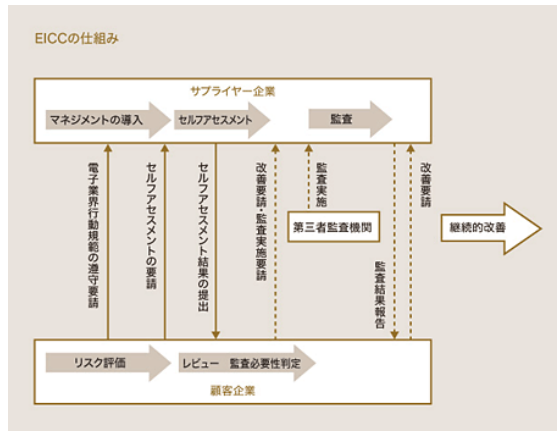 EICCの仕組み
サプライヤー企業
マネジメントの導入
セルフアセスメント
監査
電子業界行動規範の遵守要請
セルフアセスメントの要請
セルフアセスメント結果の提出
改善要請・監査実施要請
監査実施
第三者監査機関
監査結果報告
改善要請
継続的改善
リスク評価
レビュー 監査必要性判定
顧客企業